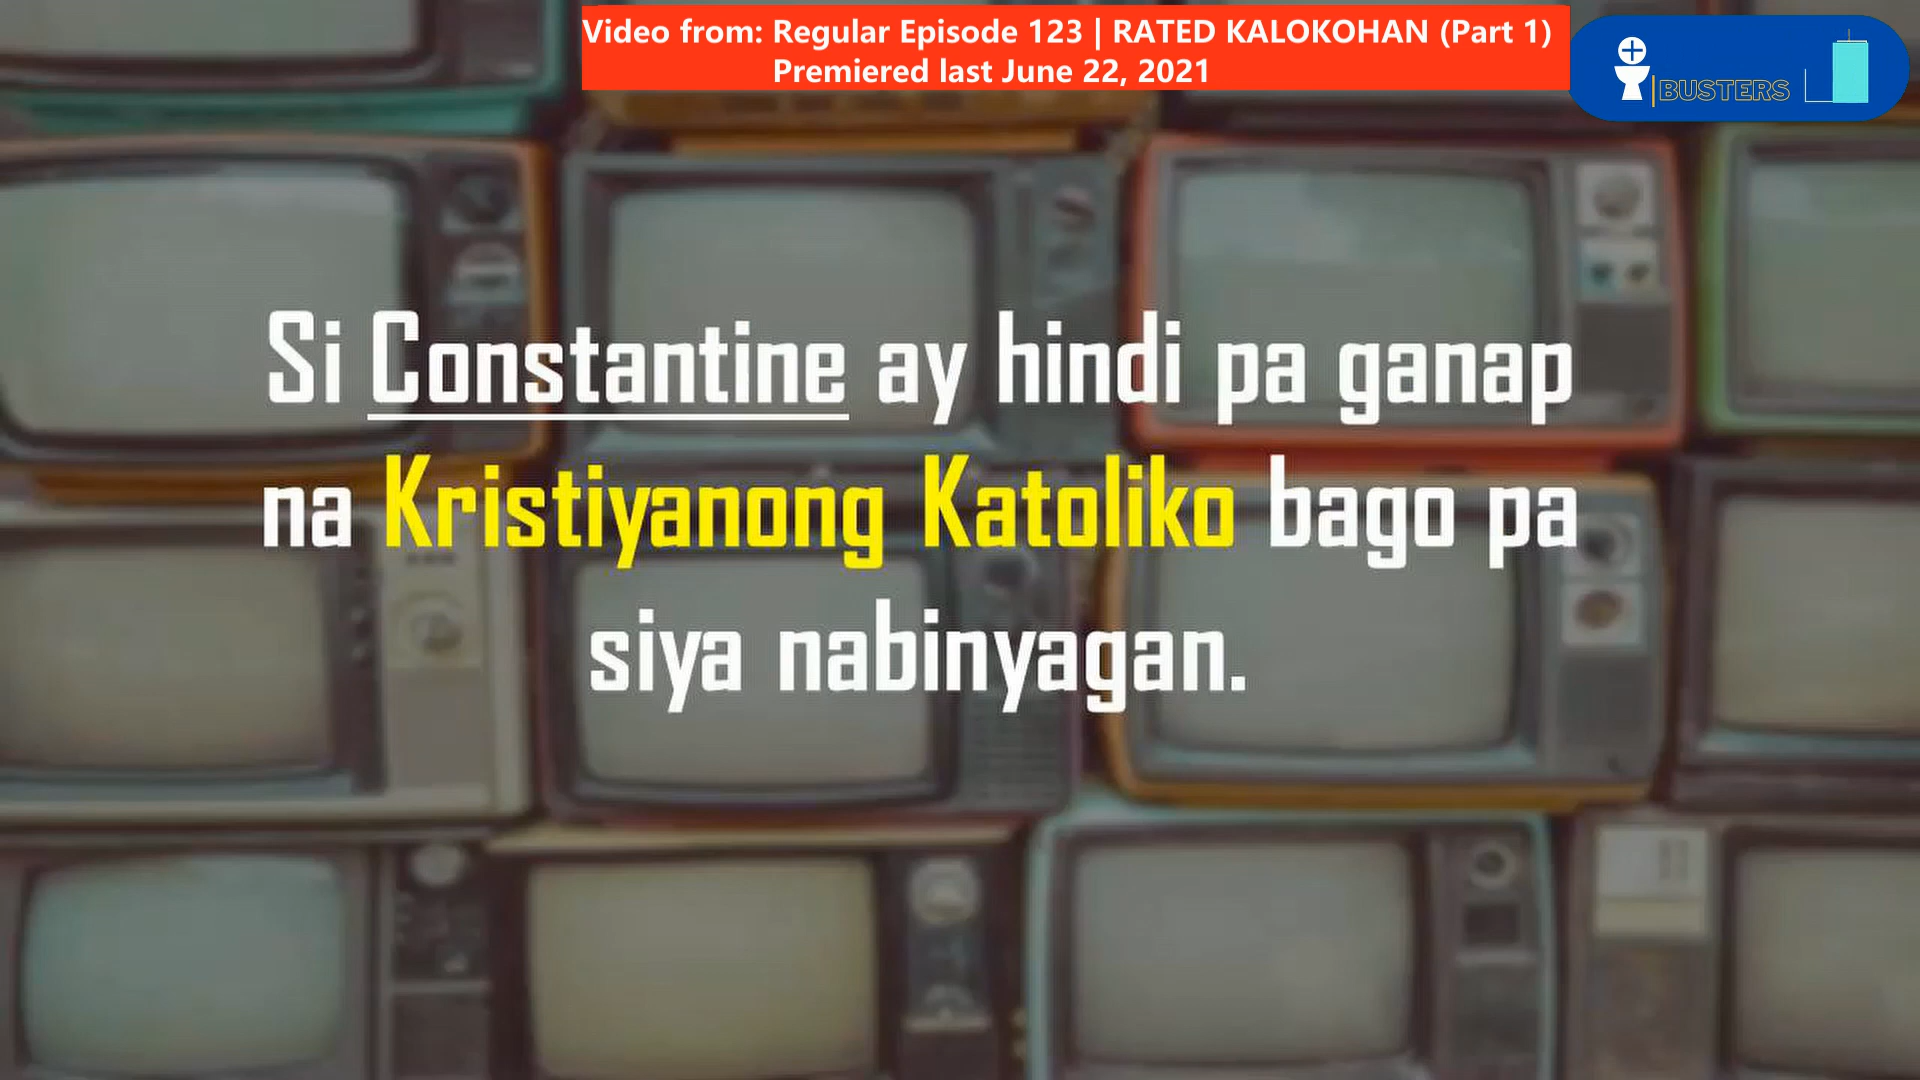 Video from: Regular Episode 123 | RATED KALOKOHAN (Part 1)
Premiered last June 22, 2021
BUSTERS
Si Constantine ay hindi pa ganap
na Kristiyanong Katoliko bago pa
siya nabinyagan.